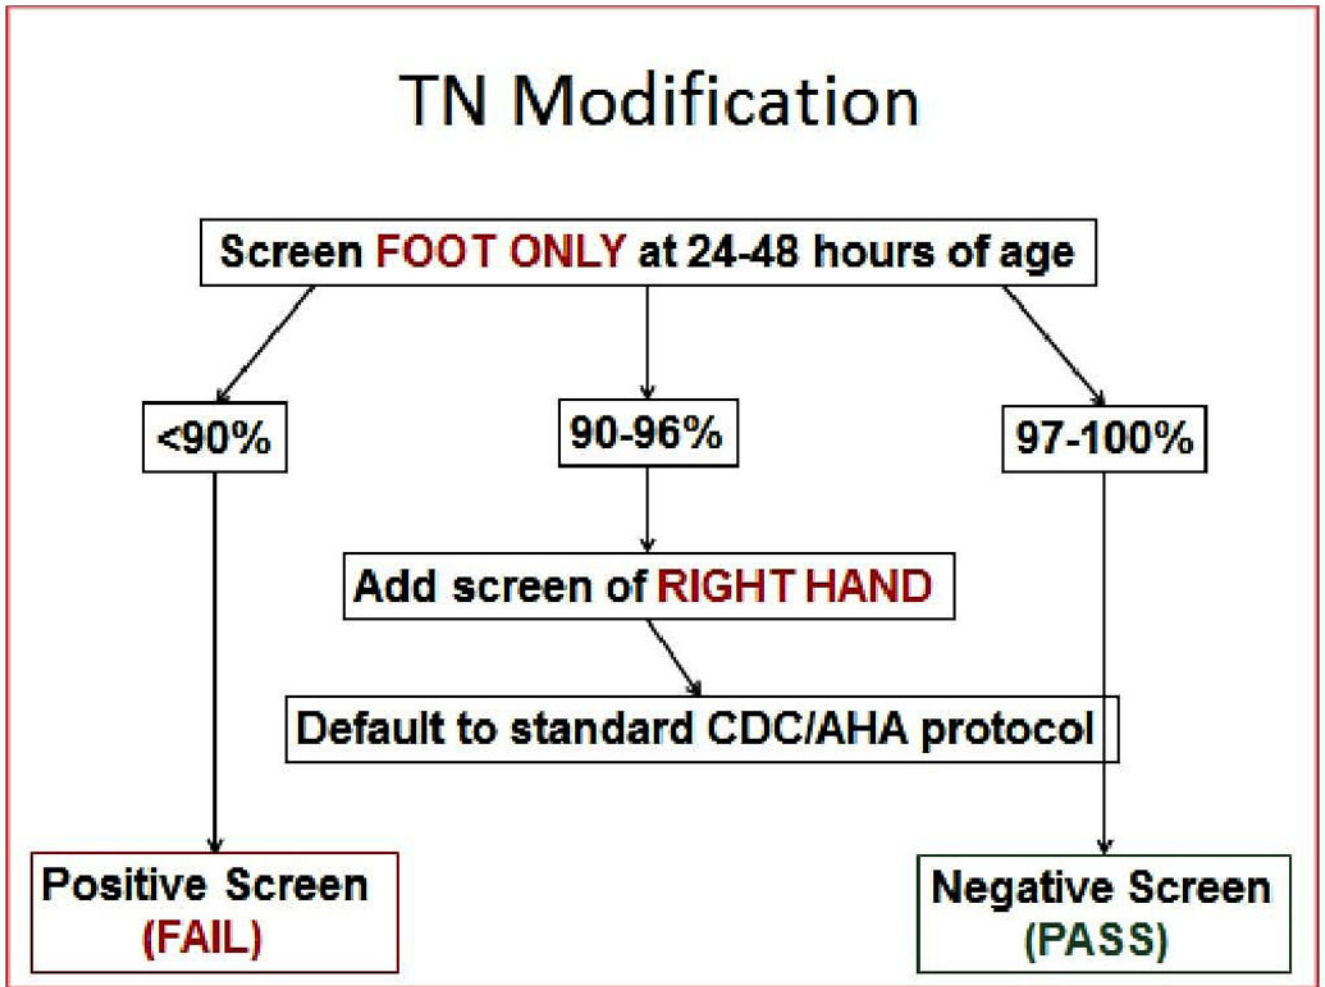 TN Modification
Screen FOOT ONLY at 24-48 hours of age
<90%
90-96%
97-100%
Add screen of RIGHT HAND
Default to standard CDC/AHA protocol
Positive Screen
(FAIL)
Negative Screen
(PASS)